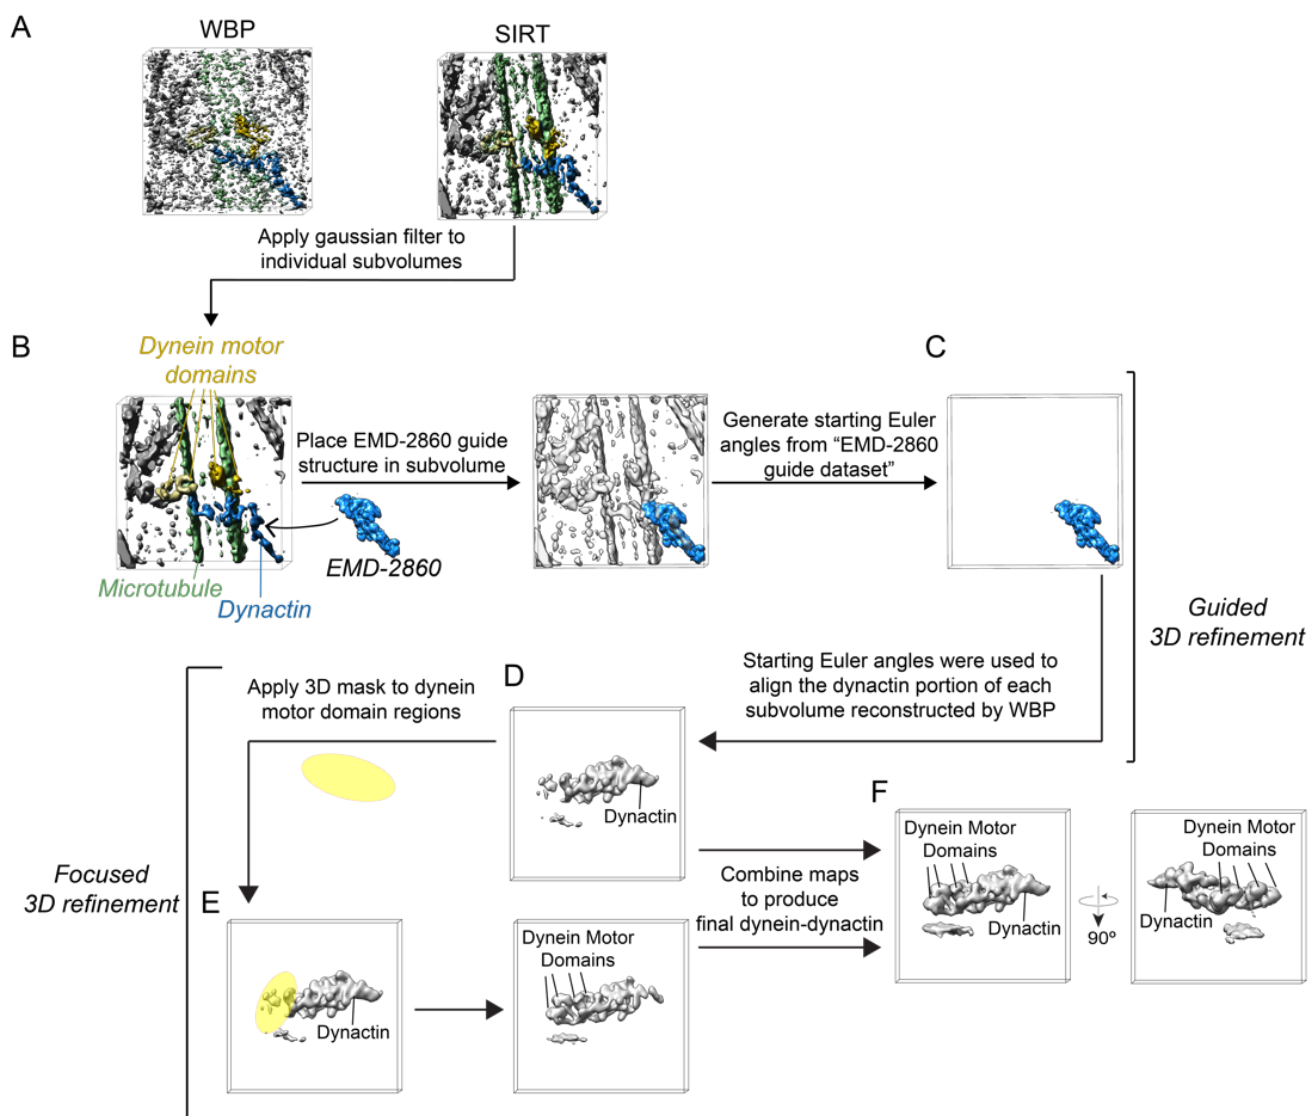 A
WBP
SIRT
Apply gaussian filter to
individual subvolumes
B
Dynein motor
domains
Place EMD-2860 guide
structure in subvolume
EMD-2860
Microtubule
Dynactin
Generate starting Euler
angles from “EMD-2860
guide dataset”
C
Guided
3D refinement
Starting Euler angles were used to
align the dynactin portion of each
subvolume reconstructed by WBP
D
Dynactin
Apply 3D mask to dynein
motor domain regions
Focused
3D refinement
E
Dynactin
Dynein Motor
Domains
Combine maps
to produce
final dynein-dynactin
F
Dynein Motor
Domains
Dynactin
90º
Dynein Motor
Domains
Dynactin